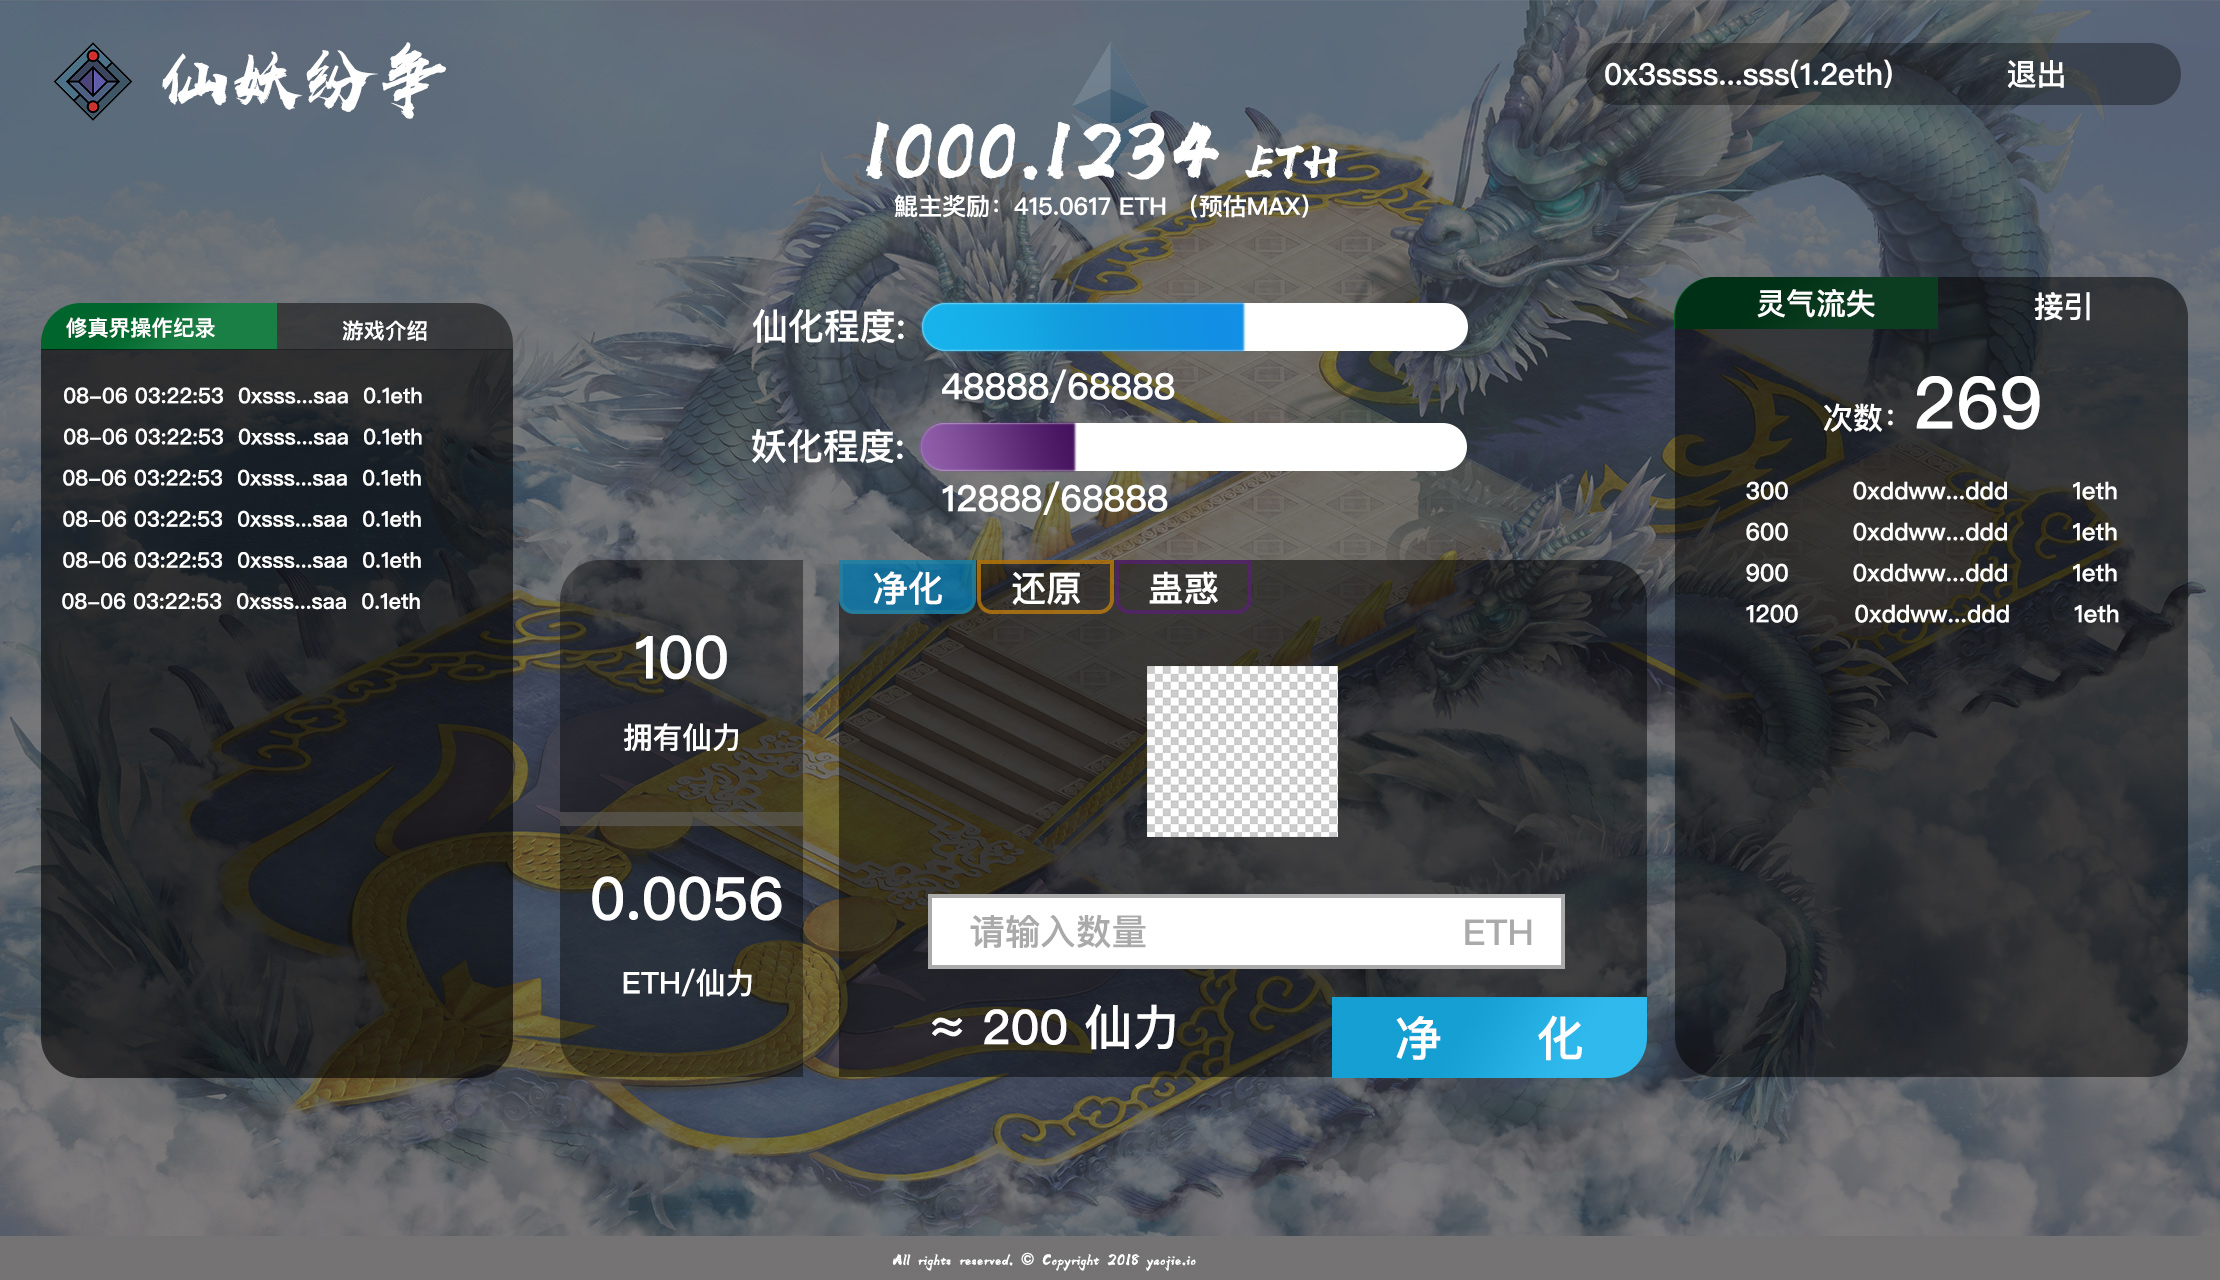 仙妖纷争
0x3ssss...sss(1.2eth) 退出
1000.1234 ETH
鲲主奖励：415.0617 ETH （预估MAX）
修真界操作纪录 游戏介绍
08-06 03:22:53 0xsss...saa 0.1eth
08-06 03:22:53 0xsss...saa 0.1eth
08-06 03:22:53 0xsss...saa 0.1eth
08-06 03:22:53 0xsss...saa 0.1eth
08-06 03:22:53 0xsss...saa 0.1eth
08-06 03:22:53 0xsss...saa 0.1eth
仙化程度:
48888/68888
妖化程度:
12888/68888
100
拥有仙力
0.0056
ETH/仙力
净化 还原 蛊惑
请输入数量 ETH
≈ 200 仙力
净 化
灵气流失 接引
次数：269
300 0xddww...ddd 1eth
600 0xddww...ddd 1eth
900 0xddww...ddd 1eth
1200 0xddww...ddd 1eth
All rights reserved. © Copyright 2018 yaojie.io